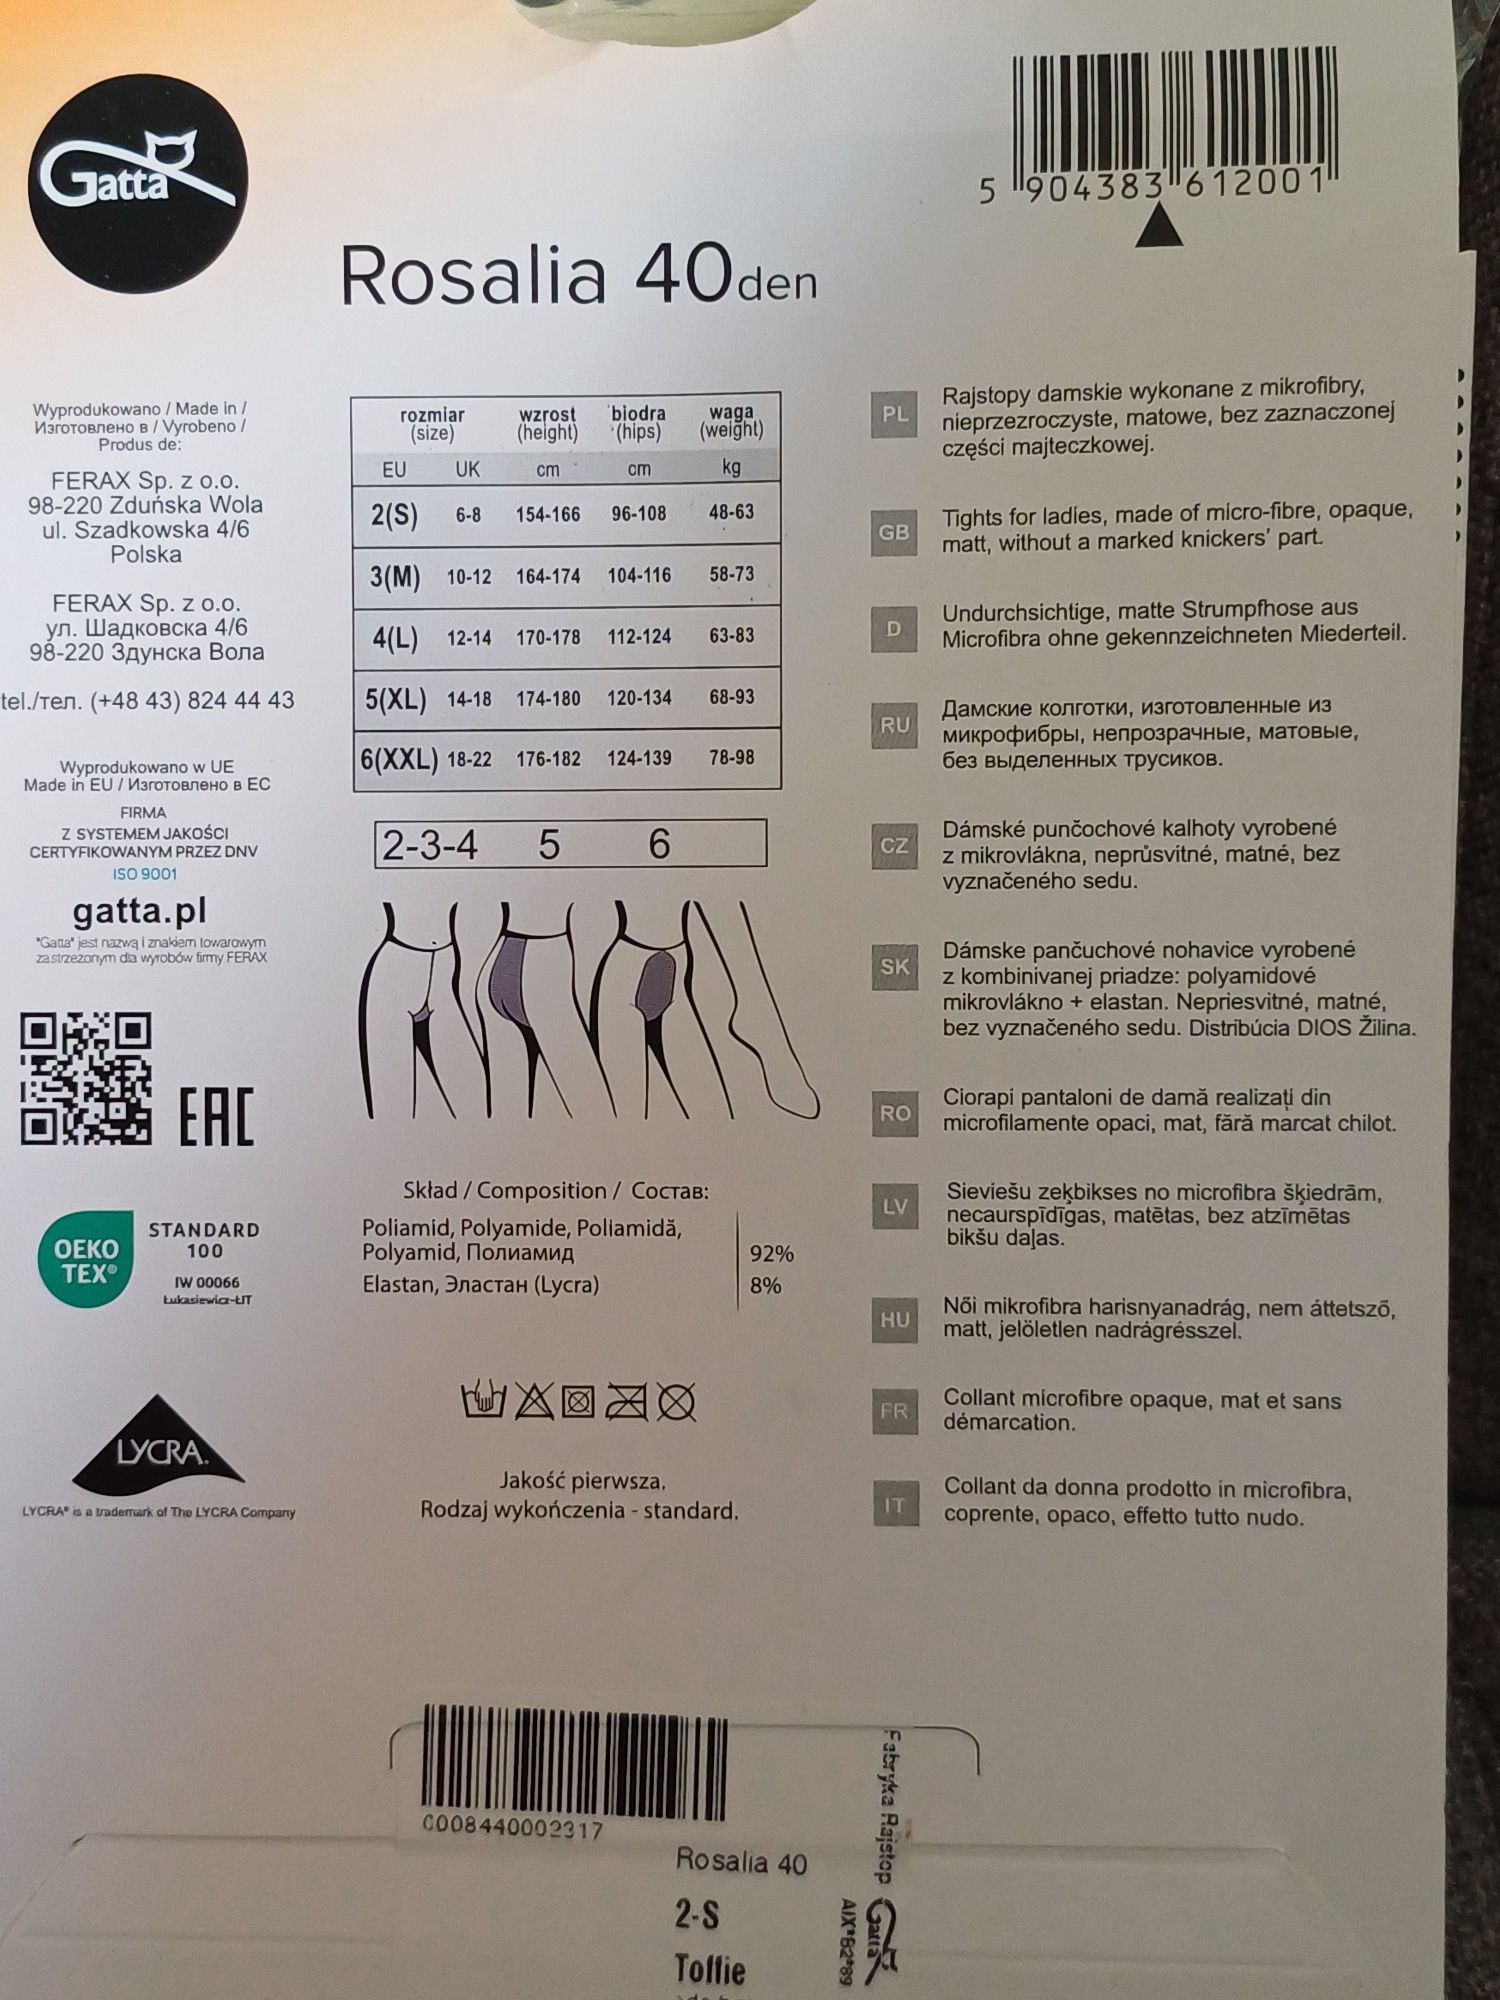 Gatta
5 904383 612001
Rosalia 40den
Wyprodukowano / Made in /
Изготовлено в / Vyrobeno /
Produs de:
FERAX Sp. z o.o.
98-220 Zduńska Wola
ul. Szadkowska 4/6
Polska
FERAX Sp. z o.o.
ул. Шадковска 4/6
98-220 Здунска Вола
tel./тел. (+48 43) 824 44 43
Wyprodukowano w UE
Made in EU / Изготовлено в ЕС
FIRMA
Z SYSTEMEM JAKOŚCI
CERTYFIKOWANYM PRZEZ DNV
ISO 9001
gatta.pl
"Gatta" jest nazwą i znakiem towarowym
zastrzeżonym dla wyrobów firmy FERAX
EAC
OEKO
TEX®
STANDARD
100
IW 00066
Łukasiewicz-ŁIT
LYCRA®
LYCRA® is a trademark of The LYCRA Company
rozmiar wzrost biodra waga
(size) (height) (hips) (weight)
EU UK cm cm kg
2(S) 6-8 154-166 96-108 48-63
3(M) 10-12 164-174 104-116 58-73
4(L) 12-14 170-178 112-124 63-83
5(XL) 14-18 174-180 120-134 68-93
6(XXL) 18-22 176-182 124-139 78-98
2-3-4 5 6
Skład / Composition / Состав:
Poliamid, Polyamide, Poliamidă,
Polyamid, Полиамид 92%
Elastan, Эластан (Lycra) 8%
Jakość pierwsza.
Rodzaj wykończenia - standard.
PL Rajstopy damskie wykonane z mikrofibry,
nieprzezroczyste, matowe, bez zaznaczonej
części majteczkowej.
GB Tights for ladies, made of micro-fibre, opaque,
matt, without a marked knickers' part.
D Undurchsichtige, matte Strumpfhose aus
Microfibra ohne gekennzeichneten Miederteil.
RU Дамские колготки, изготовленные из
микрофибры, непрозрачные, матовые,
без выделенных трусиков.
CZ Dámské punčochové kalhoty vyrobené
z mikrovlákna, neprůsvitné, matné, bez
vyznačeného sedu.
SK Dámske pančuchové nohavice vyrobené
z kombinivanej priadze: polyamidové
mikrovlákno + elastan. Nepriesvitné, matné,
bez vyznačeného sedu. Distribúcia DIOS Žilina.
RO Ciorapi pantaloni de damă realizați din
microfilamente opaci, mat, fără marcat chilot.
LV Sieviešu zeķbikses no microfibra šķiedrām,
necaurspīdīgas, matētas, bez atzīmētas
bikšu daļas.
HU Női mikrofibra harisnyanadrág, nem áttetsző,
matt, jelöletlen nadrágrésszel.
FR Collant microfibre opaque, mat et sans
démarcation.
IT Collant da donna prodotto in microfibra,
coprente, opaco, effetto tutto nudo.
0008440002317
Rosalia 40
2-S
Toffie
Fabryka Rajstop
Gatta